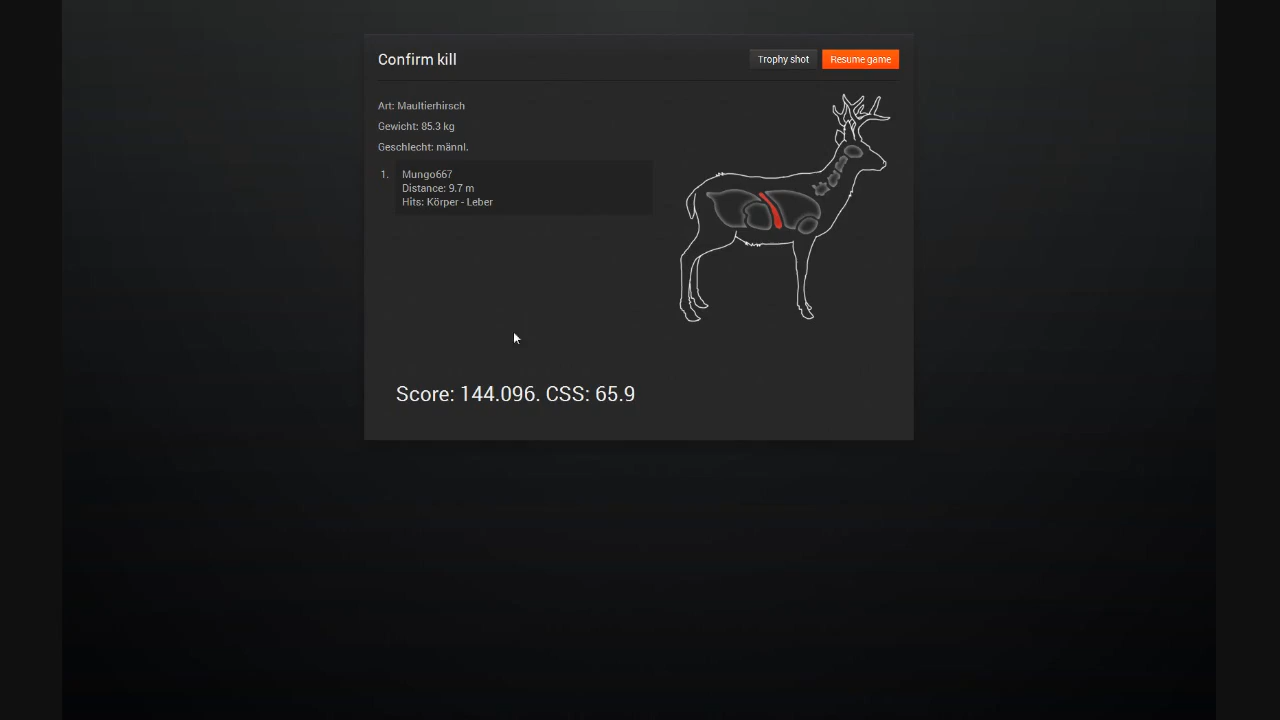 Confirm kill
Trophy shot
Resume game
Art: Maultierhirsch
Gewicht: 85.3 kg
Geschlecht: männl.
1. Mungo667
Distance: 9.7 m
Hits: Körper - Leber
Score: 144.096. CSS: 65.9